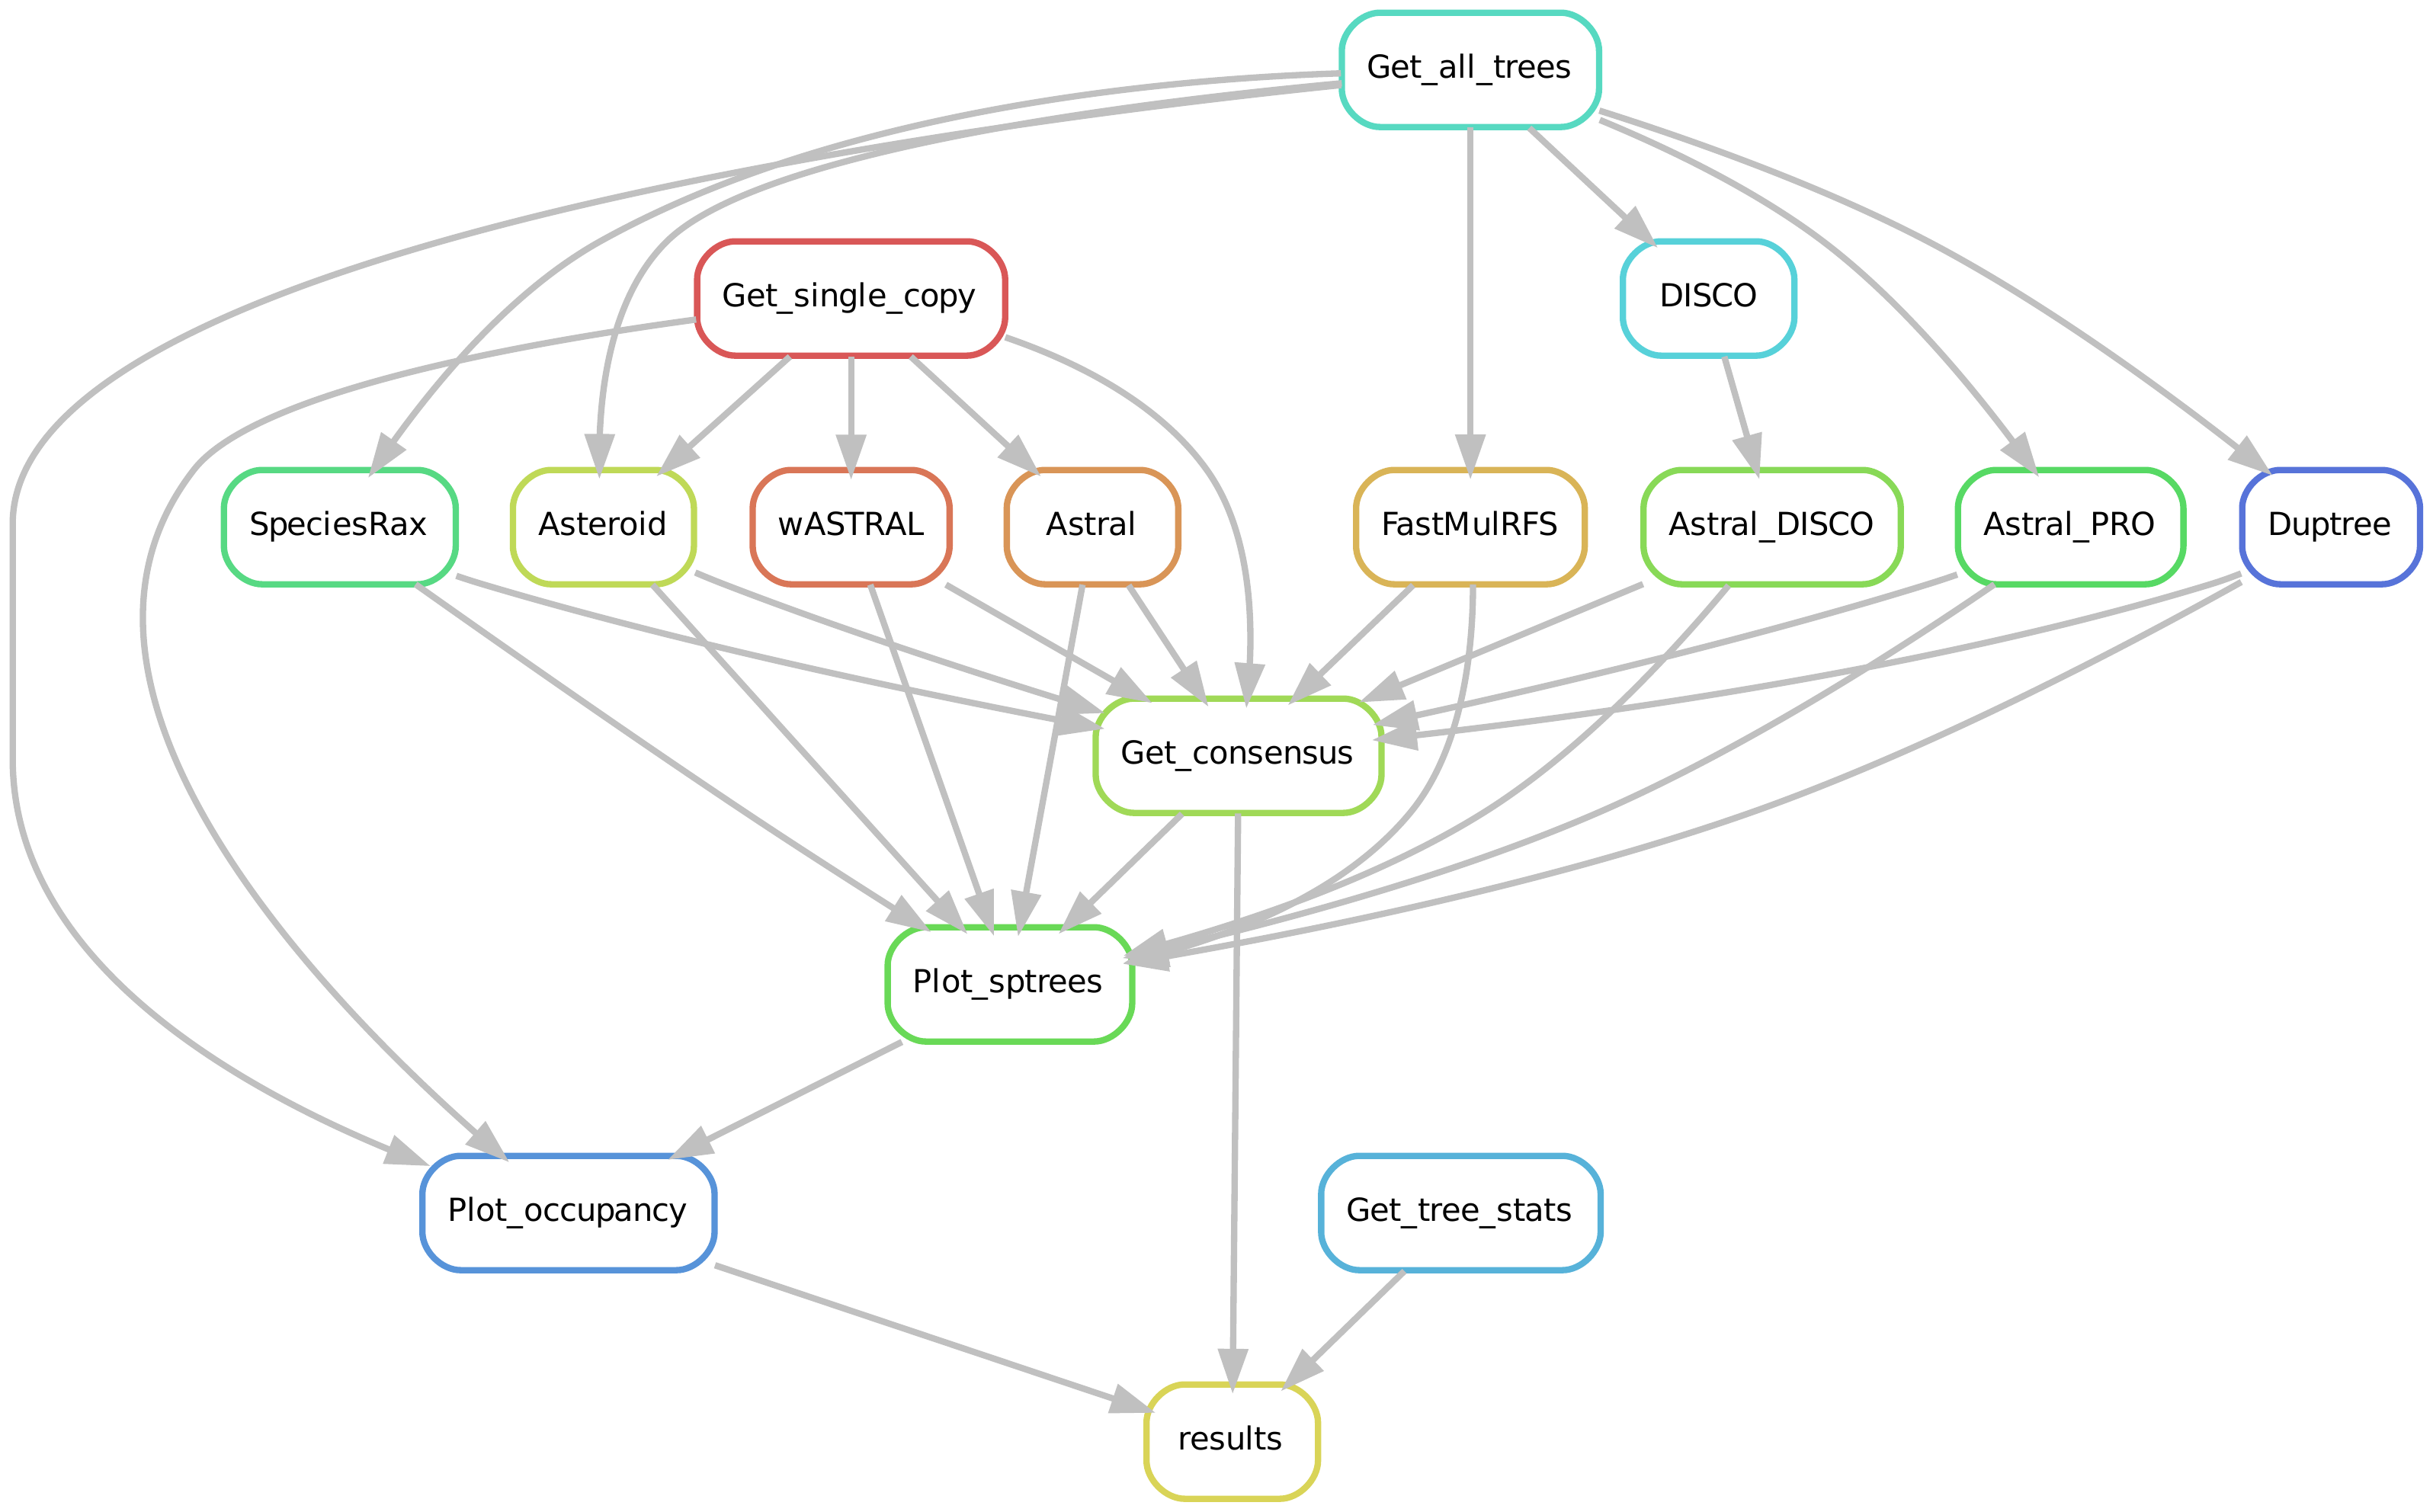 Get_all_trees
Get_single_copy
DISCO
SpeciesRax
Asteroid
wASTRAL
Astral
FastMulRFS
Astral_DISCO
Astral_PRO
Duptree
Get_consensus
Plot_sptrees
Plot_occupancy
Get_tree_stats
results